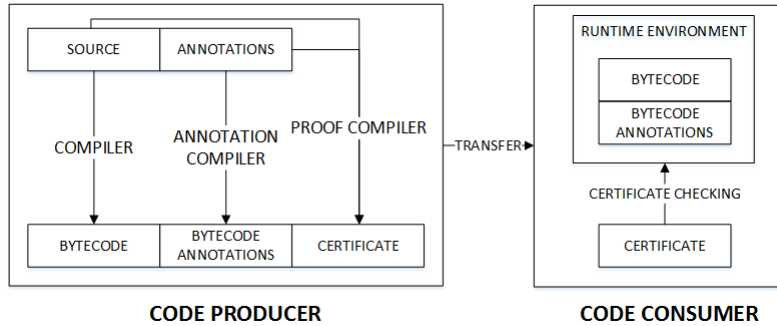 SOURCE
ANNOTATIONS
COMPILER
ANNOTATION
COMPILER
PROOF COMPILER
BYTECODE
BYTECODE
ANNOTATIONS
CERTIFICATE
CODE PRODUCER
TRANSFER
RUNTIME ENVIRONMENT
BYTECODE
BYTECODE
ANNOTATIONS
CERTIFICATE CHECKING
CERTIFICATE
CODE CONSUMER